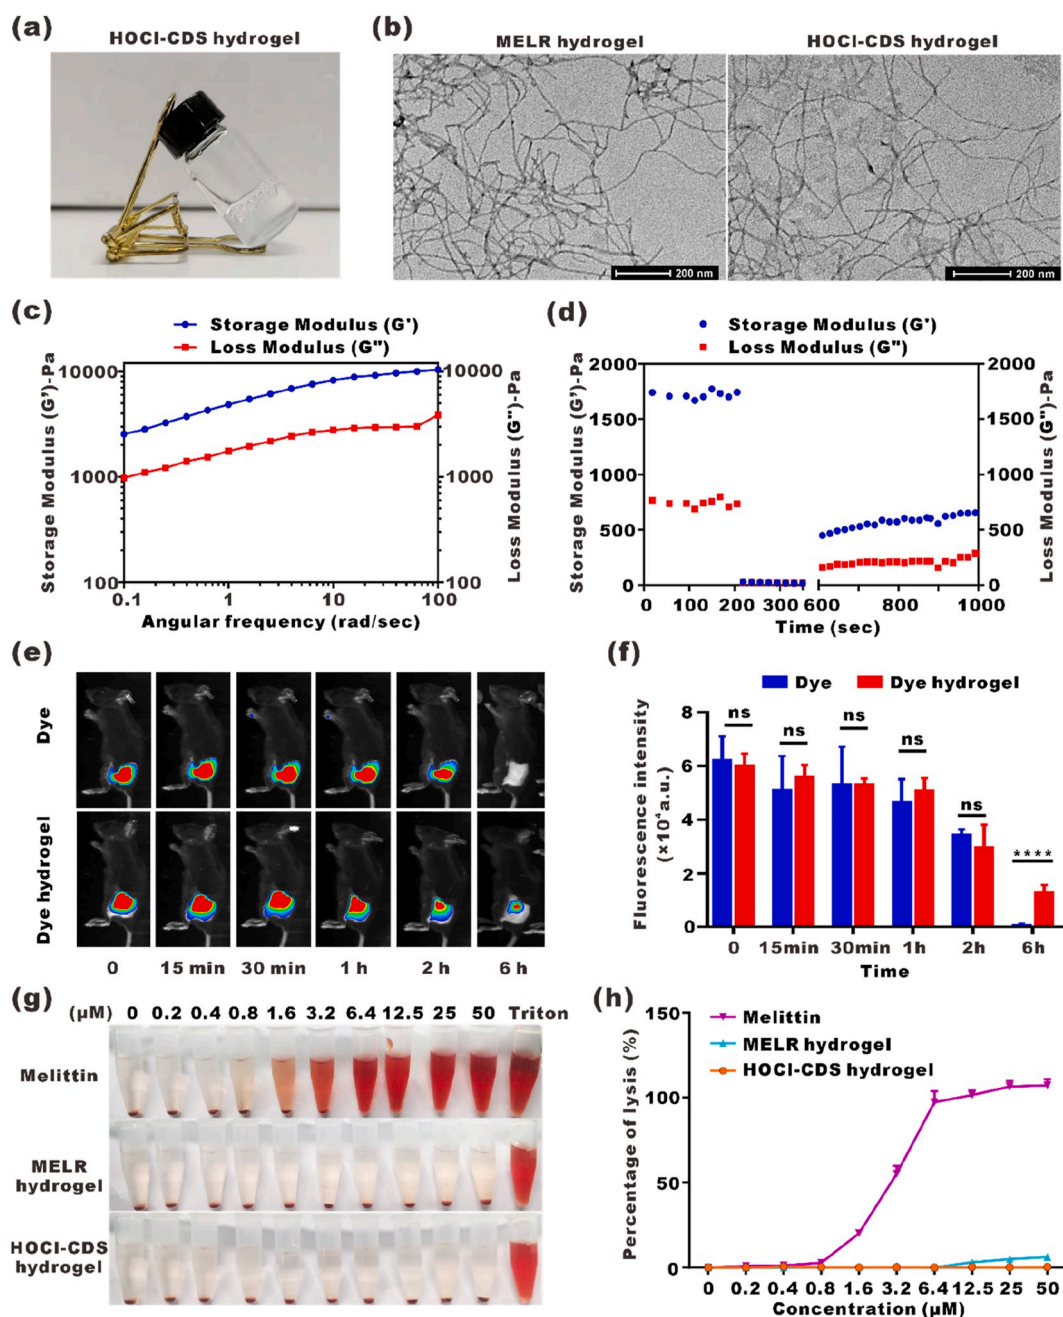 (a)
HOCl-CDS hydrogel
(b)
MELR hydrogel
HOCl-CDS hydrogel
200 nm
200 nm
(c)
Storage Modulus (G')
Loss Modulus (G")
Storage Modulus (G')-Pa
10000
1000
100
Loss Modulus (G")-Pa
10000
1000
100
0.1 1 10 100
Angular frequency (rad/sec)
(d)
Storage Modulus (G')
Loss Modulus (G")
Storage Modulus (G')-Pa
2000
1500
1000
500
0
Loss Modulus (G")-Pa
2000
1500
1000
500
0
0 100 200 300 600 800 1000
Time (sec)
(e)
Dye
Dye hydrogel
0 15 min 30 min 1 h 2 h 6 h
(f)
Dye Dye hydrogel
Fluorescence intensity
(×10⁴a.u.)
8
6
4
2
0
ns ns ns ns ns ****
0 15min 30min 1h 2h 6h
Time
(g)
(μM) 0 0.2 0.4 0.8 1.6 3.2 6.4 12.5 25 50 Triton
Melittin
MELR
hydrogel
HOCl-CDS
hydrogel
(h)
Melittin
MELR hydrogel
HOCl-CDS hydrogel
Percentage of lysis (%)
150
100
50
0
0 0.2 0.4 0.8 1.6 3.2 6.4 12.5 25 50
Concentration (μM)